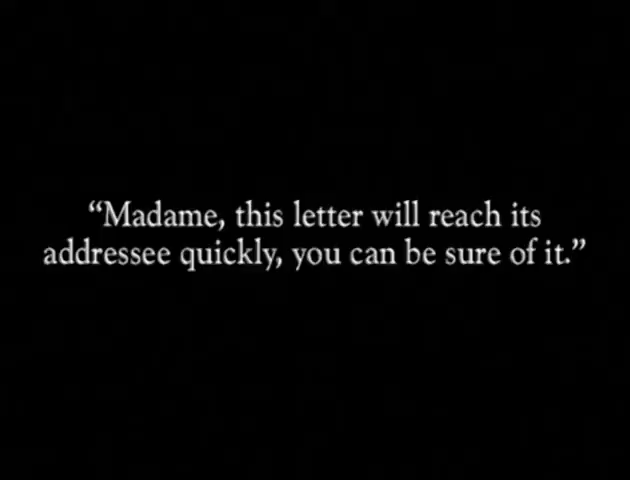 “Madame, this letter will reach its
addressee quickly, you can be sure of it.”